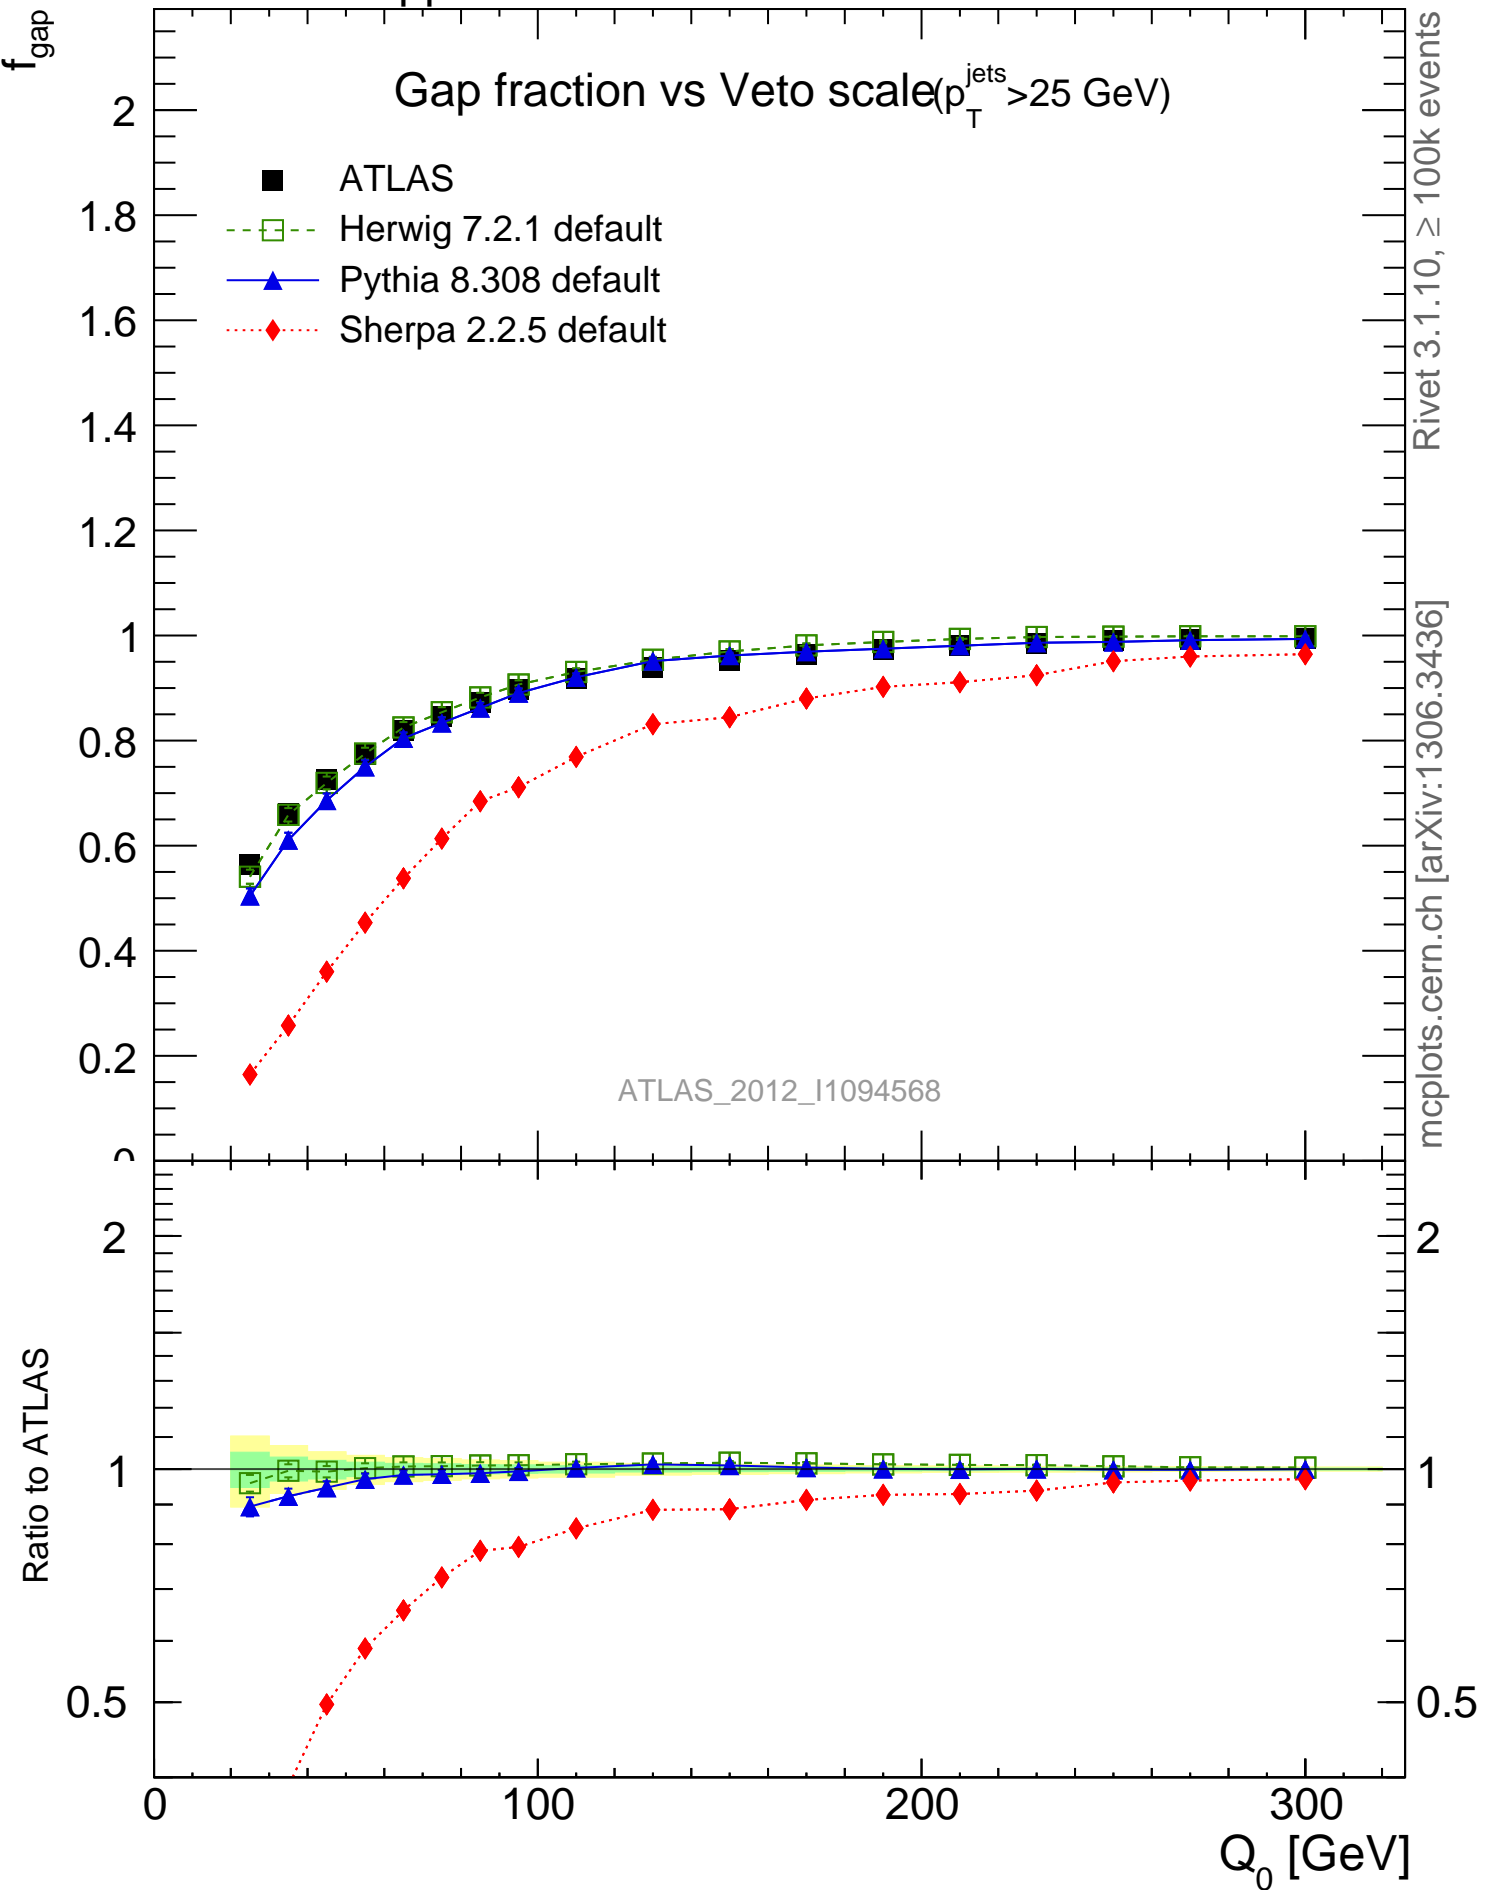 f_gap
Gap fraction vs Veto scale(p_T^jets>25 GeV)
ATLAS
Herwig 7.2.1 default
Pythia 8.308 default
Sherpa 2.2.5 default
2
1.8
1.6
1.4
1.2
1
0.8
0.6
0.4
0.2
0
ATLAS_2012_I1094568
Rivet 3.1.10, ≥ 100k events
mcplots.cern.ch [arXiv:1306.3436]
Ratio to ATLAS
2
1
0.5
2
1
0.5
0
100
200
300
Q_0 [GeV]